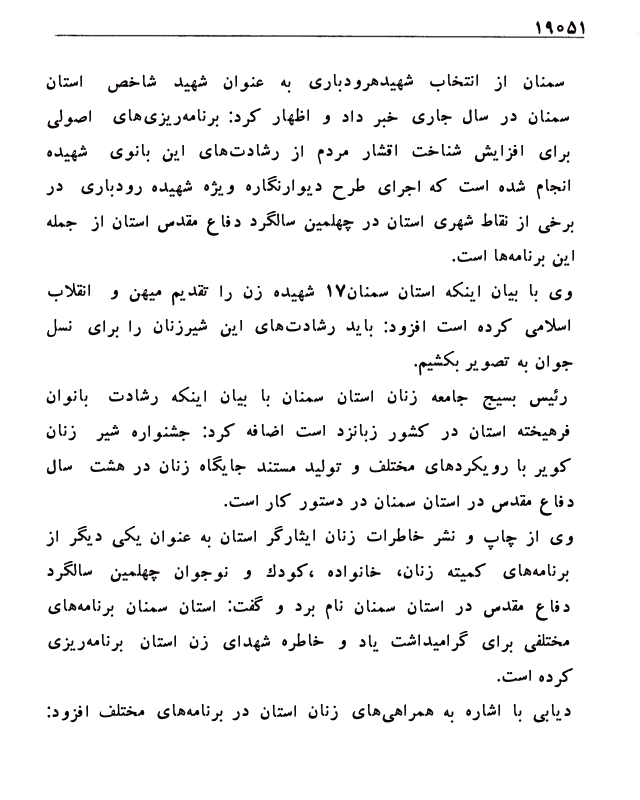 ۱۹۰۵۱
سمنان از انتخاب شهیدهرودباری به عنوان شهید شاخص استان
سمنان در سال جاری خبر داد و اظهار کرد: برنامه‌ریزی‌های اصولی
برای افزایش شناخت اقشار مردم از رشادت‌های این بانوی شهیده
انجام شده است که اجرای طرح دیوارنگاره ویژه شهیده رودباری در
برخی از نقاط شهری استان در چهلمین سالگرد دفاع مقدس استان از جمله
این برنامه‌ها است.
وی با بیان اینکه استان سمنان۱۷ شهیده زن را تقدیم میهن و انقلاب
اسلامی کرده است افزود: باید رشادت‌های این شیرزنان را برای نسل
جوان به تصویر بکشیم.
رئیس بسیج جامعه زنان استان سمنان با بیان اینکه رشادت بانوان
فرهیخته استان در کشور زبانزد است اضافه کرد: جشنواره شیر زنان
کویر با رویکردهای مختلف و تولید مستند جایگاه زنان در هشت سال
دفاع مقدس در استان سمنان در دستور کار است.
وی از چاپ و نشر خاطرات زنان ایثارگر استان به عنوان یکی دیگر از
برنامه‌های کمیته زنان، خانواده ،کودك و نوجوان چهلمین سالگرد
دفاع مقدس در استان سمنان نام برد و گفت: استان سمنان برنامه‌های
مختلفی برای گرامیداشت یاد و خاطره شهدای زن استان برنامه‌ریزی
کرده است.
دیابی با اشاره به همراهی‌های زنان استان در برنامه‌های مختلف افزود: